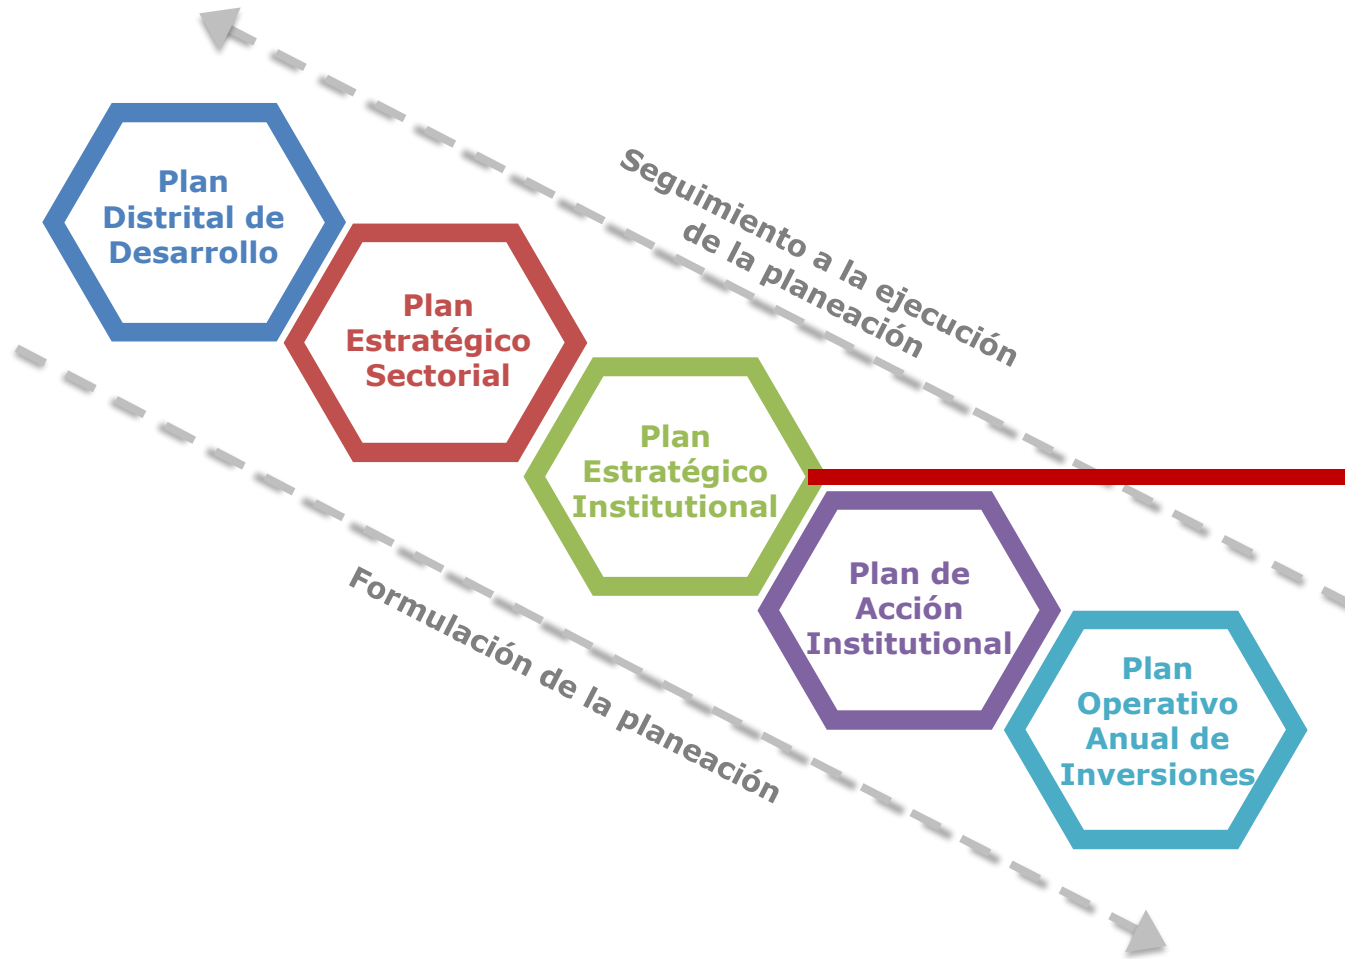 Plan
Distrital de
Desarrollo
Seguimiento a la ejecución
de la planeación
Plan
Estratégico
Sectorial
Plan
Estratégico
Institutional
Formulación de la planeación
Plan de
Acción
Institutional
Plan
Operativo
Anual de
Inversiones